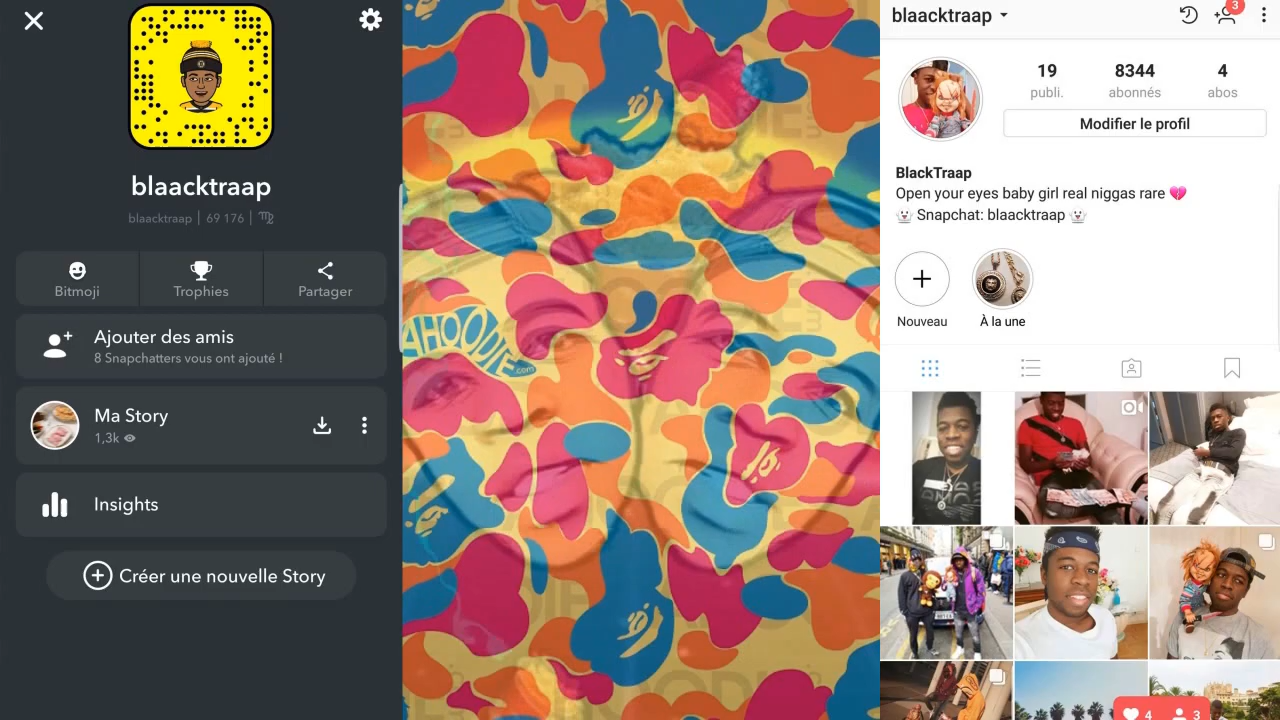 blaacktraap
blaacktraap | 69 176 | ♍
Bitmoji
Trophies
Partager
Ajouter des amis
8 Snapchatters vous ont ajouté !
Ma Story
1,3k
Insights
Créer une nouvelle Story
AHOODIE
.com
blaacktraap
3
19
publi.
8344
abonnés
4
abos
Modifier le profil
BlackTraap
Open your eyes baby girl real niggas rare 💔
👻 Snapchat: blaacktraap 👻
Nouveau
À la une
4
3